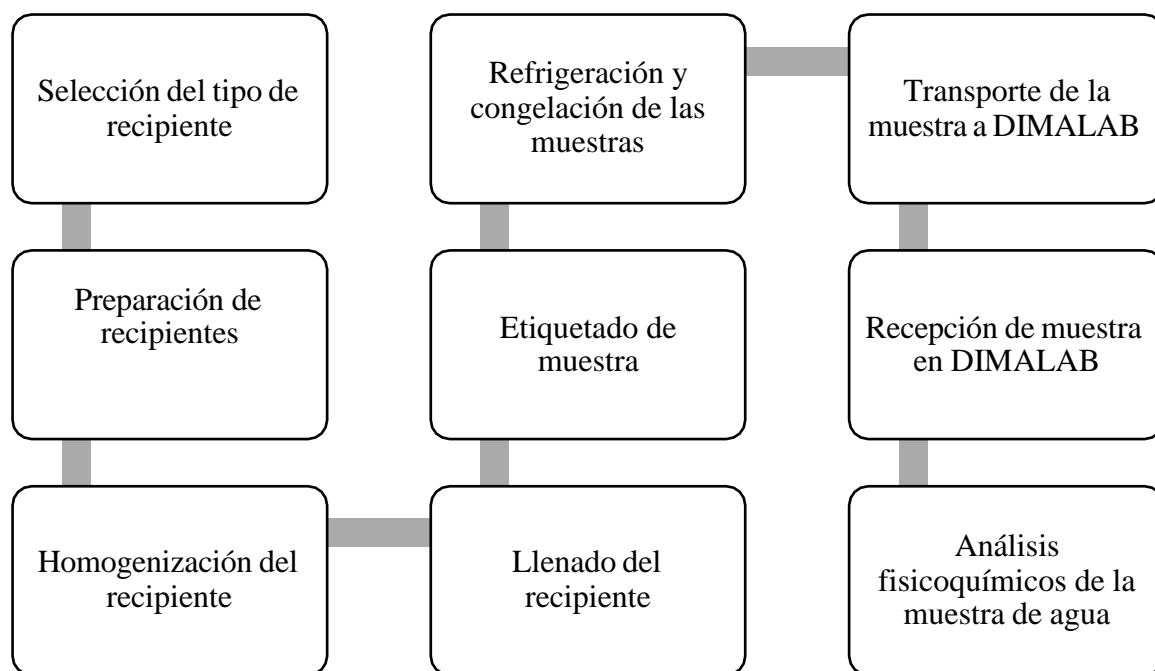 Selección del tipo de
recipiente
Preparación de
recipientes
Homogenización del
recipiente
Llenado del
recipiente
Etiquetado de
muestra
Refrigeración y
congelación de las
muestras
Transporte de la
muestra a DIMALAB
Recepción de muestra
en DIMALAB
Análisis
fisicoquímicos de la
muestra de agua